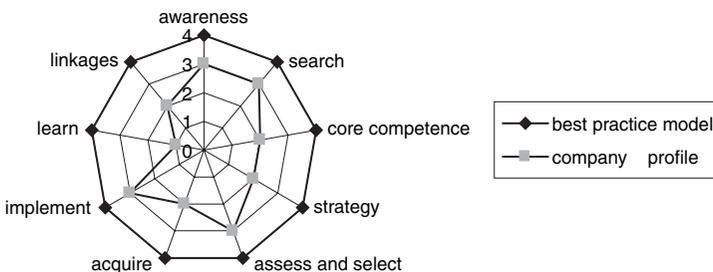 awareness
4
linkages
search
3
2
best practice model
1
learn
core competence
0
company profile
implement
strategy
acquire
assess and select